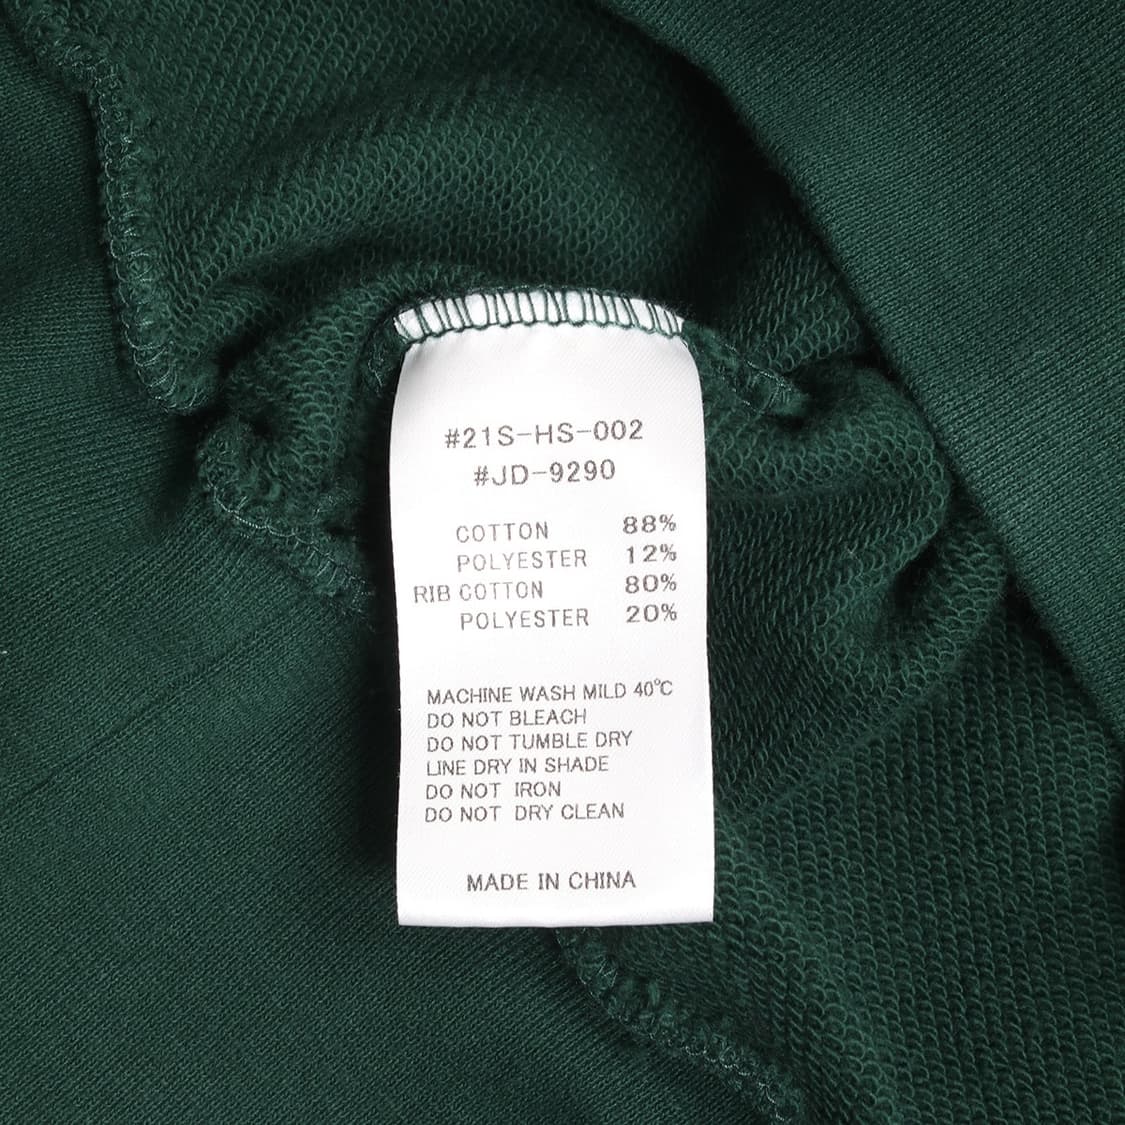 #21S-HS-002
#JD-9290
COTTON 88%
POLYESTER 12%
RIB COTTON 80%
POLYESTER 20%
MACHINE WASH MILD 40℃
DO NOT BLEACH
DO NOT TUMBLE DRY
LINE DRY IN SHADE
DO NOT IRON
DO NOT DRY CLEAN
MADE IN CHINA